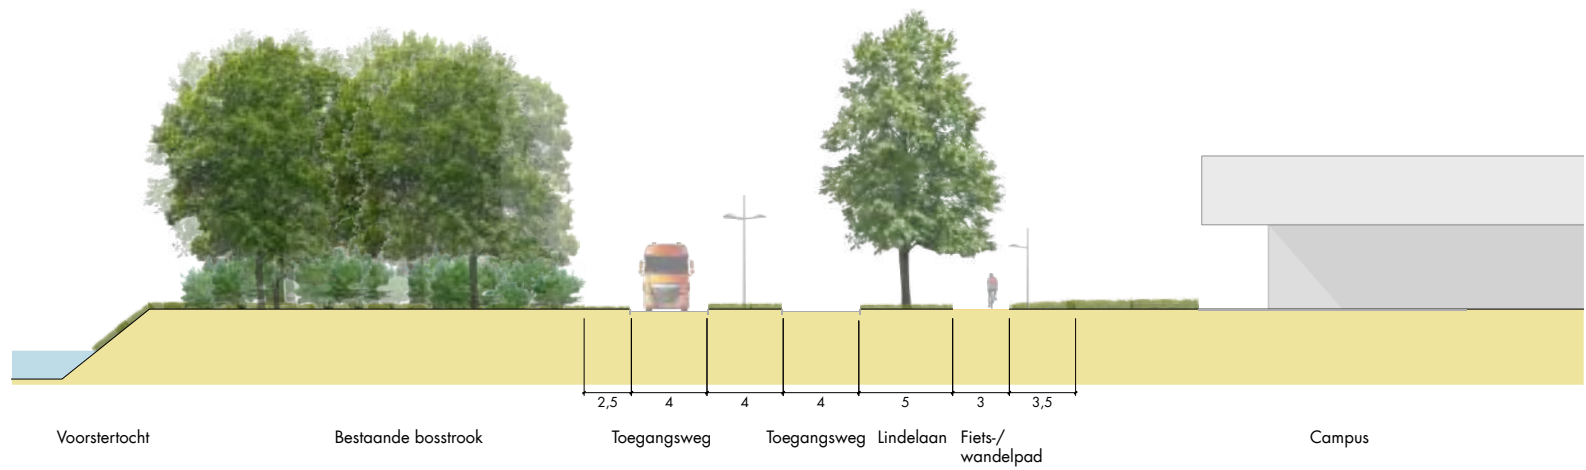 2,5 4 4 4 5 3 3,5
Voorstertocht Bestaande bosstrook Toegangsweg Toegangsweg Lindelaan Fiets-/ Campus
wandelpad